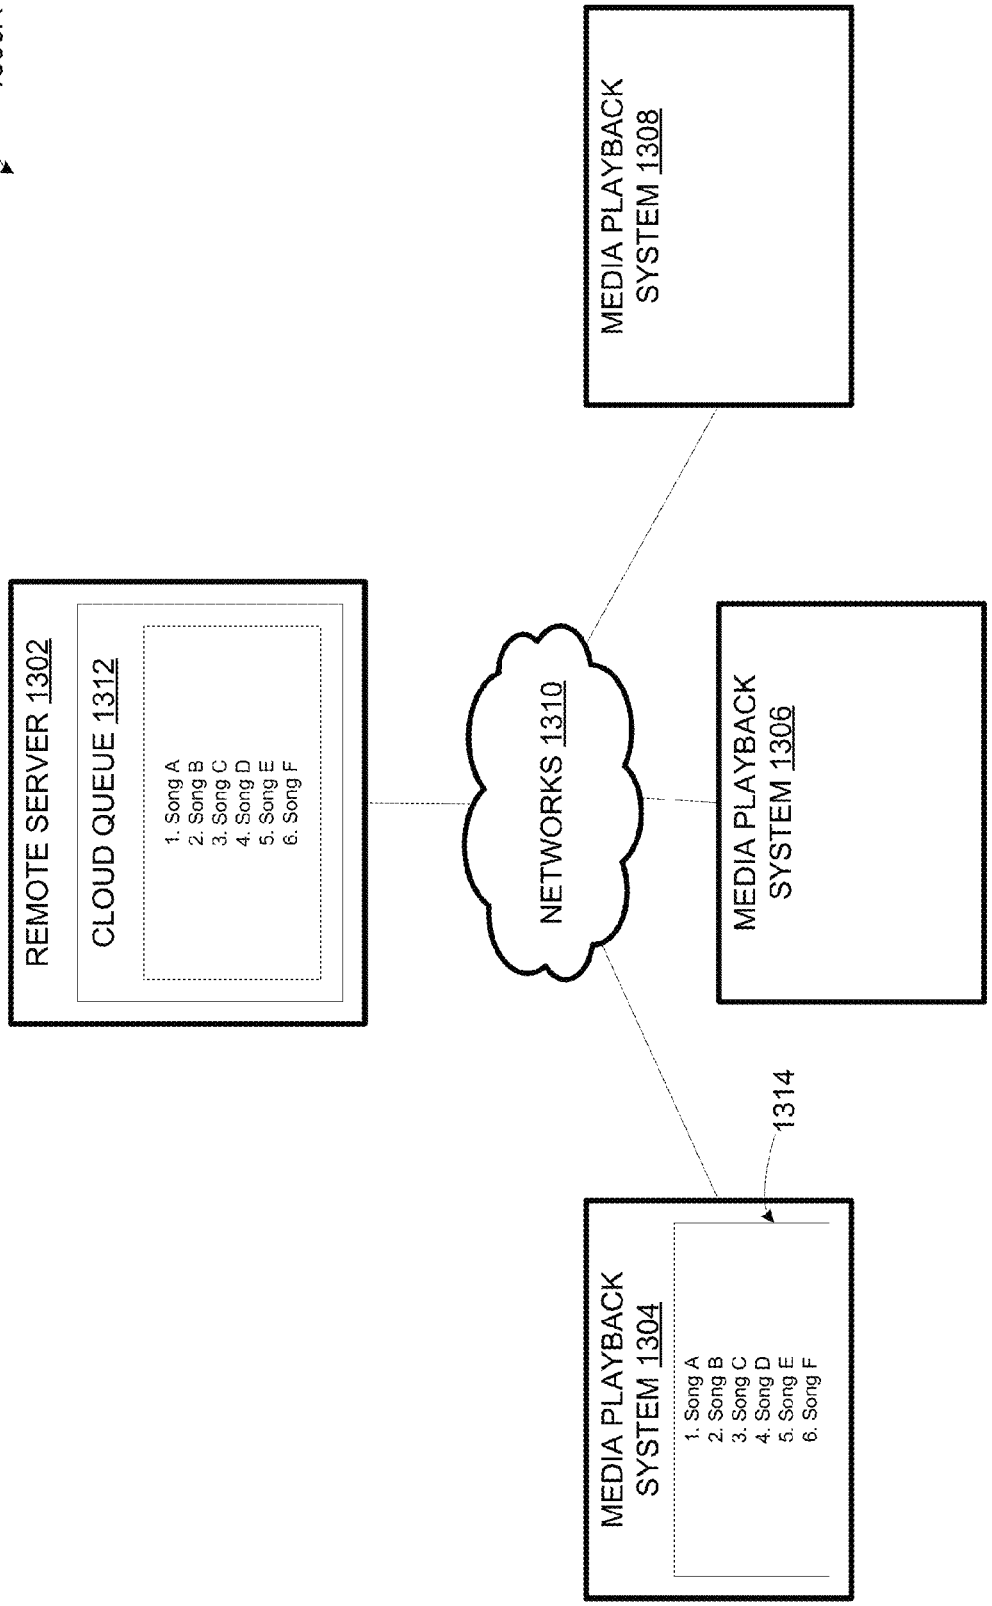 REMOTE SERVER 1302
CLOUD QUEUE 1312
1. Song A
2. Song B
3. Song C
4. Song D
5. Song E
6. Song F
NETWORKS 1310
MEDIA PLAYBACK
SYSTEM 1304
1. Song A
2. Song B
3. Song C
4. Song D
5. Song E
6. Song F
1314
MEDIA PLAYBACK
SYSTEM 1306
MEDIA PLAYBACK
SYSTEM 1308